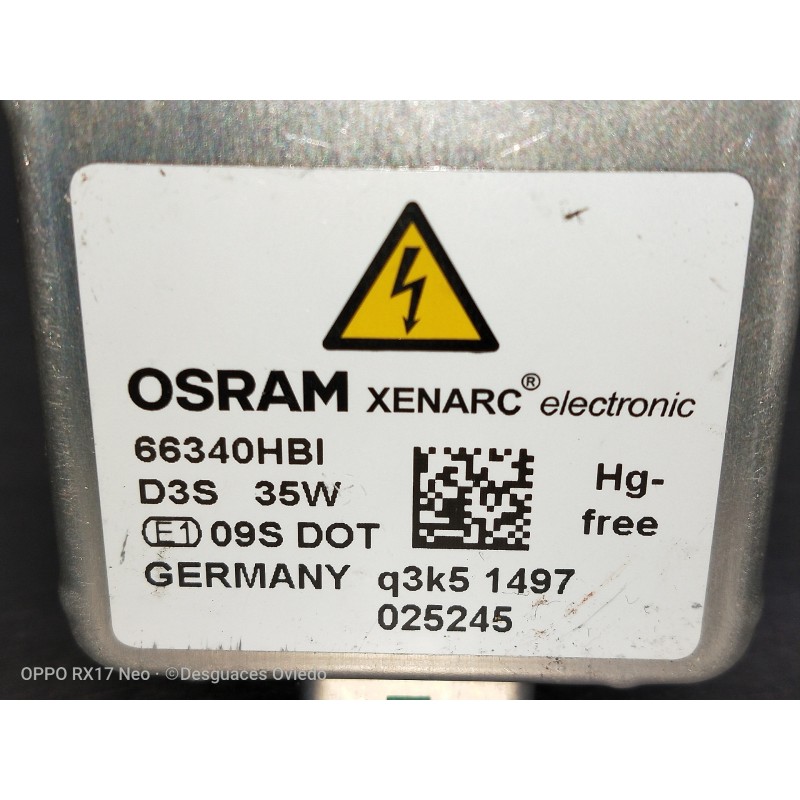 OSRAM XENARC® electronic
66340HBI
D3S 35W
Hg-
free
E1 09S DOT
GERMANY q3k5 1497
025245
OPPO RX17 Neo · ©Desguaces Oviedo